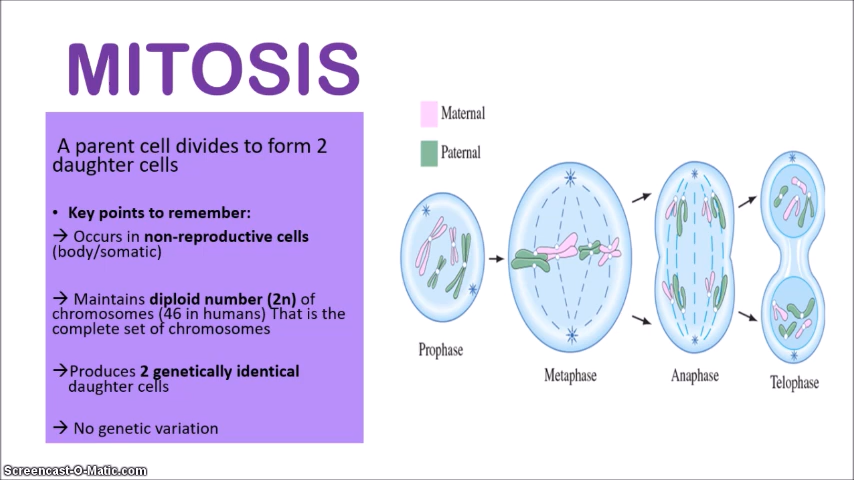 MITOSIS
A parent cell divides to form 2
daughter cells
• Key points to remember:
→ Occurs in non-reproductive cells
(body/somatic)
→ Maintains diploid number (2n) of
chromosomes (46 in humans) That is the
complete set of chromosomes
→Produces 2 genetically identical
daughter cells
→ No genetic variation
Maternal
Paternal
Prophase
Metaphase
Anaphase
Telophase
Screencast-O-Matic.com